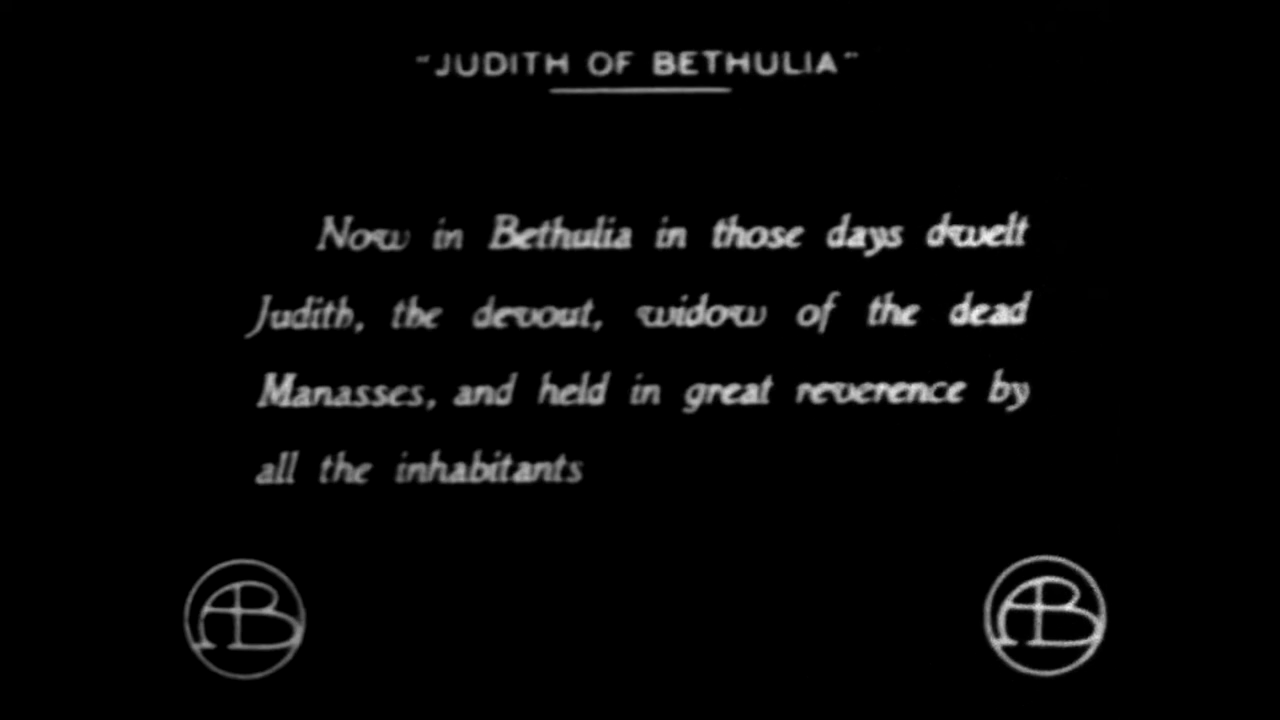 "JUDITH OF BETHULIA"
Now in Bethulia in those days dwelt
Judith, the devout, widow of the dead
Manasses, and held in great reverence by
all the inhabitants
AB AB